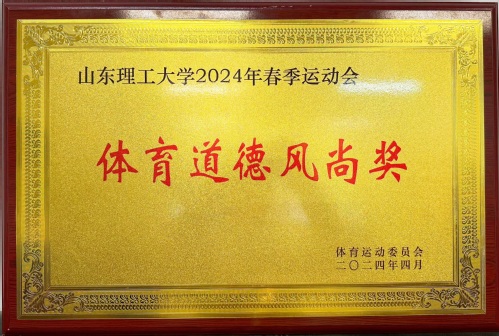 山东理工大学2024年春季运动会
体育道德风尚奖
体育运动委员会
二〇二四年四月